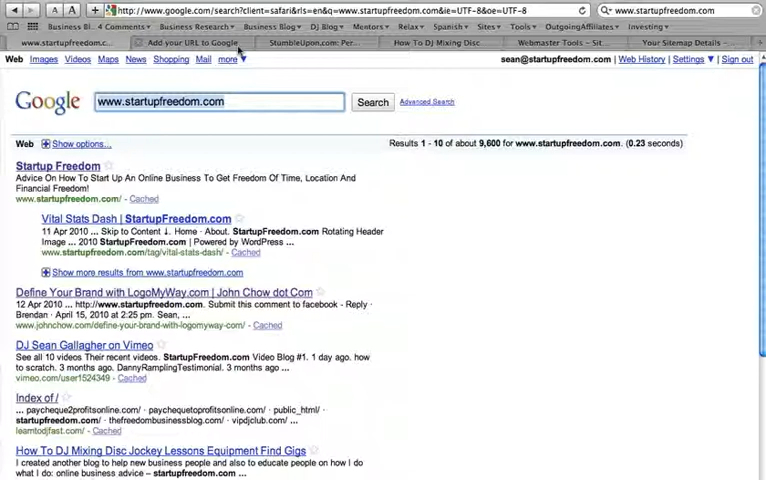 http://www.google.com/search?client=safari&rls=en&q=www.startupfreedom.com&ie=UTF-8&oe=UTF-8
www.startupfreedom.com
Business Bl...4 Comments ▾ Business Research ▾ Business Blog ▾ DJ Blog ▾ Mentores ▾ Relax ▾ Spanish ▾ Sites ▾ Tools ▾ OutgoingAffiliates ▾ Investing ▾
www.startupfreedom.c... Add your URL to Google StumbleUpon.com: Per... How To DJ Mixing Disc Webmaster Tools – Sit... Your Sitemap Details – ...
Web Images Videos Maps News Shopping Mail more ▼ sean@startupfreedom.com | Web History | Settings ▼ | Sign out
Google www.startupfreedom.com Search Advanced Search
Web Show options... Results 1 - 10 of about 9,600 for www.startupfreedom.com. (0.23 seconds)
Startup Freedom
Advice On How To Start Up An Online Business To Get Freedom Of Time, Location And
Financial Freedom!
www.startupfreedom.com/ - Cached
Vital Stats Dash | StartupFreedom.com
11 Apr 2010 ... Skip to Content ↓. Home · About. StartupFreedom.com Rotating Header
Image ... 2010 StartupFreedom.com | Powered by WordPress ...
www.startupfreedom.com/tag/vital-stats-dash/ - Cached
Show more results from www.startupfreedom.com
Define Your Brand with LogoMyWay.com | John Chow dot Com
12 Apr 2010 ... http://www.startupfreedom.com. Submit this comment to facebook - Reply ·
Brendan · April 15, 2010 at 2:25 pm. Sean, ...
www.johnchow.com/define-your-brand-with-logomyway-com/ - Cached
DJ Sean Gallagher on Vimeo
See all 10 videos Their recent videos. StartupFreedom.com Video Blog #1. 1 day ago. how
to scratch. 3 months ago. DannyRamplingTestimonial. 3 months ago ...
vimeo.com/user1524349 - Cached
Index of /
... paycheque2profitsonline.com/ · paychequetoprofitsonline.com/ · public_html/ ·
startupfreedom.com/ · thefreedombusinessblog.com/ · vipdjclub.com/ ...
learntodjfast.com/ - Cached
How To DJ Mixing Disc Jockey Lessons Equipment Find Gigs
I created another blog to help new business people and also to educate people on how I do
what I do: online business advice – startupfreedom.com ...